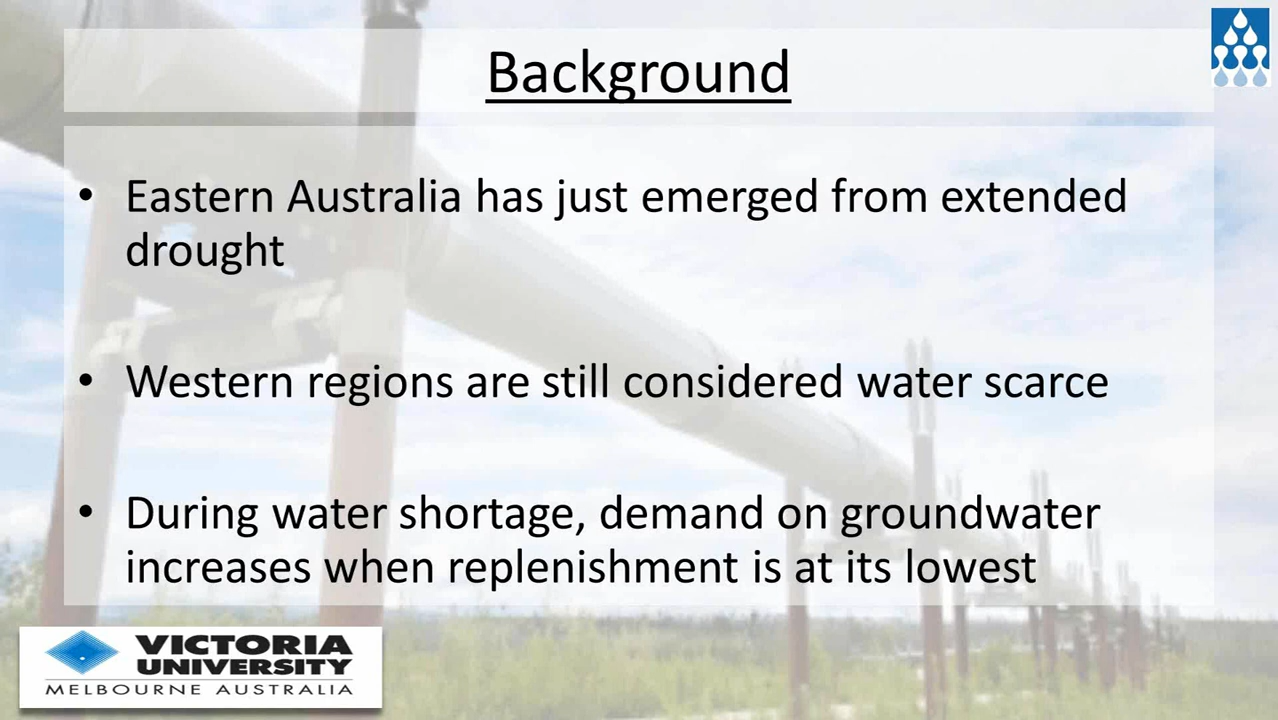 Background
• Eastern Australia has just emerged from extended
drought
• Western regions are still considered water scarce
• During water shortage, demand on groundwater
increases when replenishment is at its lowest
VICTORIA
UNIVERSITY
MELBOURNE AUSTRALIA